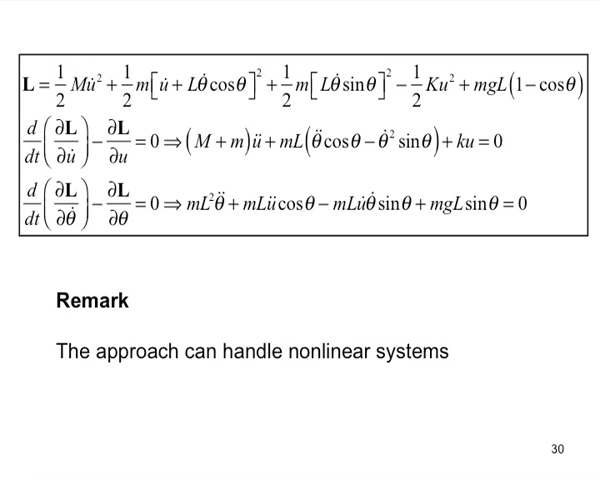 L = 1/2 Mu̇² + 1/2 m[u̇ + Lθ̇cosθ]² + 1/2 m[Lθ̇sinθ]² − 1/2 Ku² + mgL(1−cosθ)
d/dt(∂L/∂u̇) − ∂L/∂u = 0 ⇒ (M + m)ü + mL(θ̈cosθ − θ̇² sinθ) + ku = 0
d/dt(∂L/∂θ̇) − ∂L/∂θ = 0 ⇒ mL²θ̈ + mLücosθ − mLu̇θ̇sinθ + mgLsinθ = 0
Remark
The approach can handle nonlinear systems
30